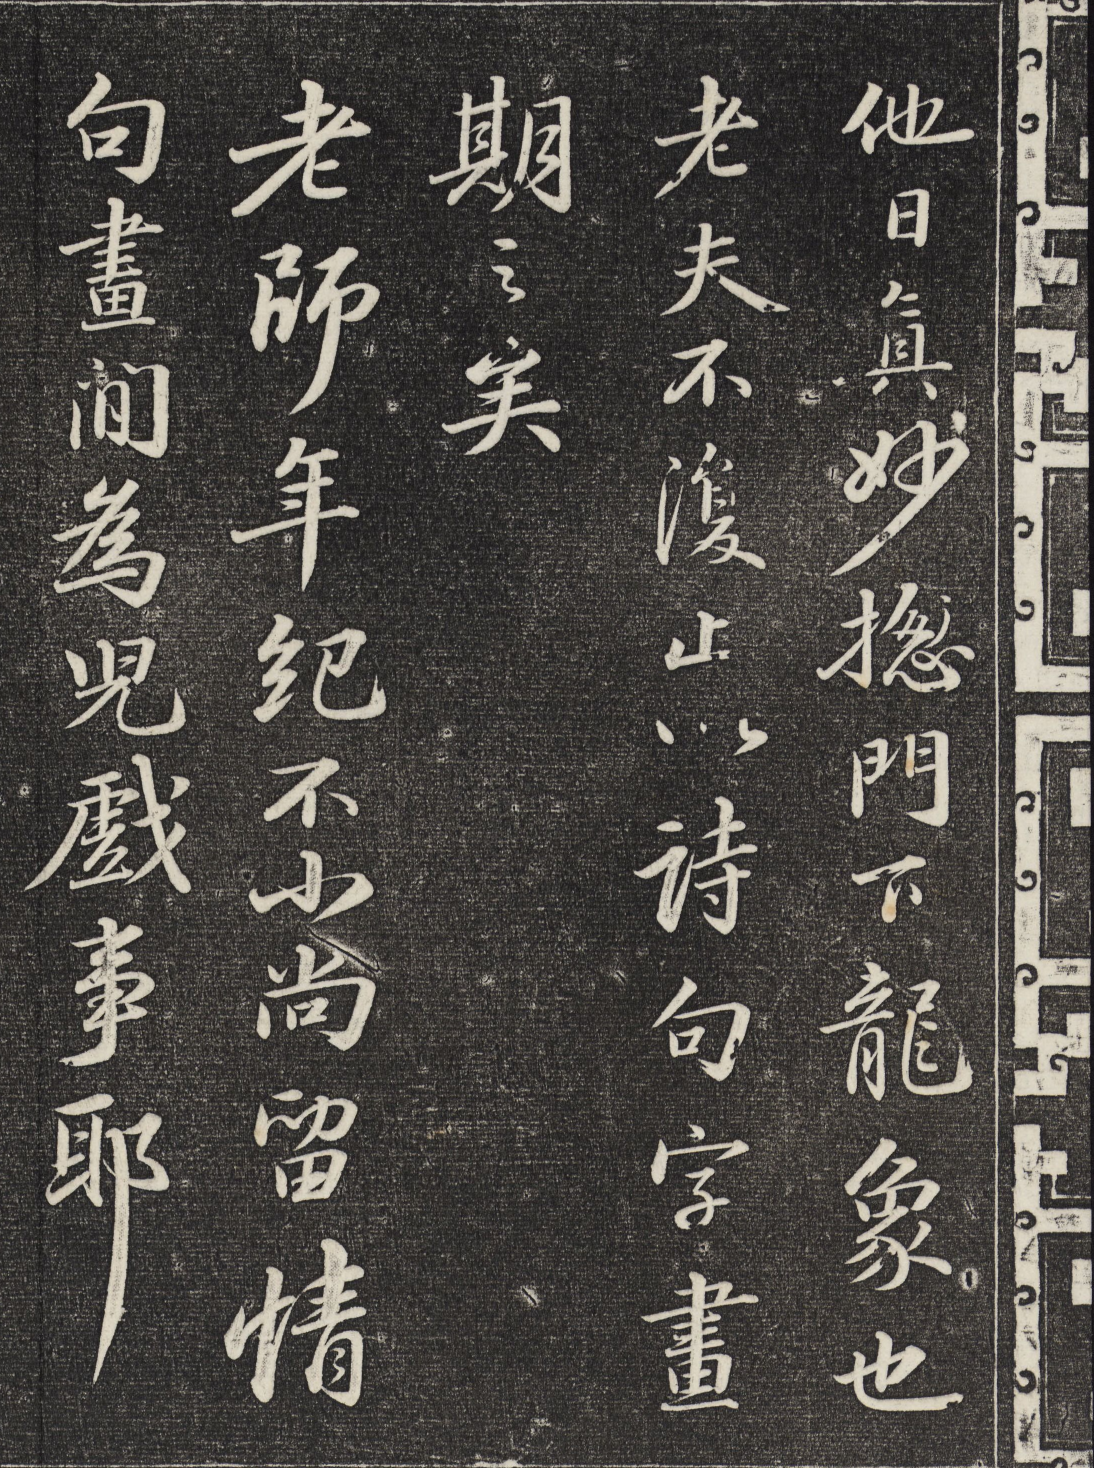 他日真妙摠門下龍象也
老夫不復止以詩句字畫
期之矣
老師年紀不小尚留情
句畫間為兒戲事耶